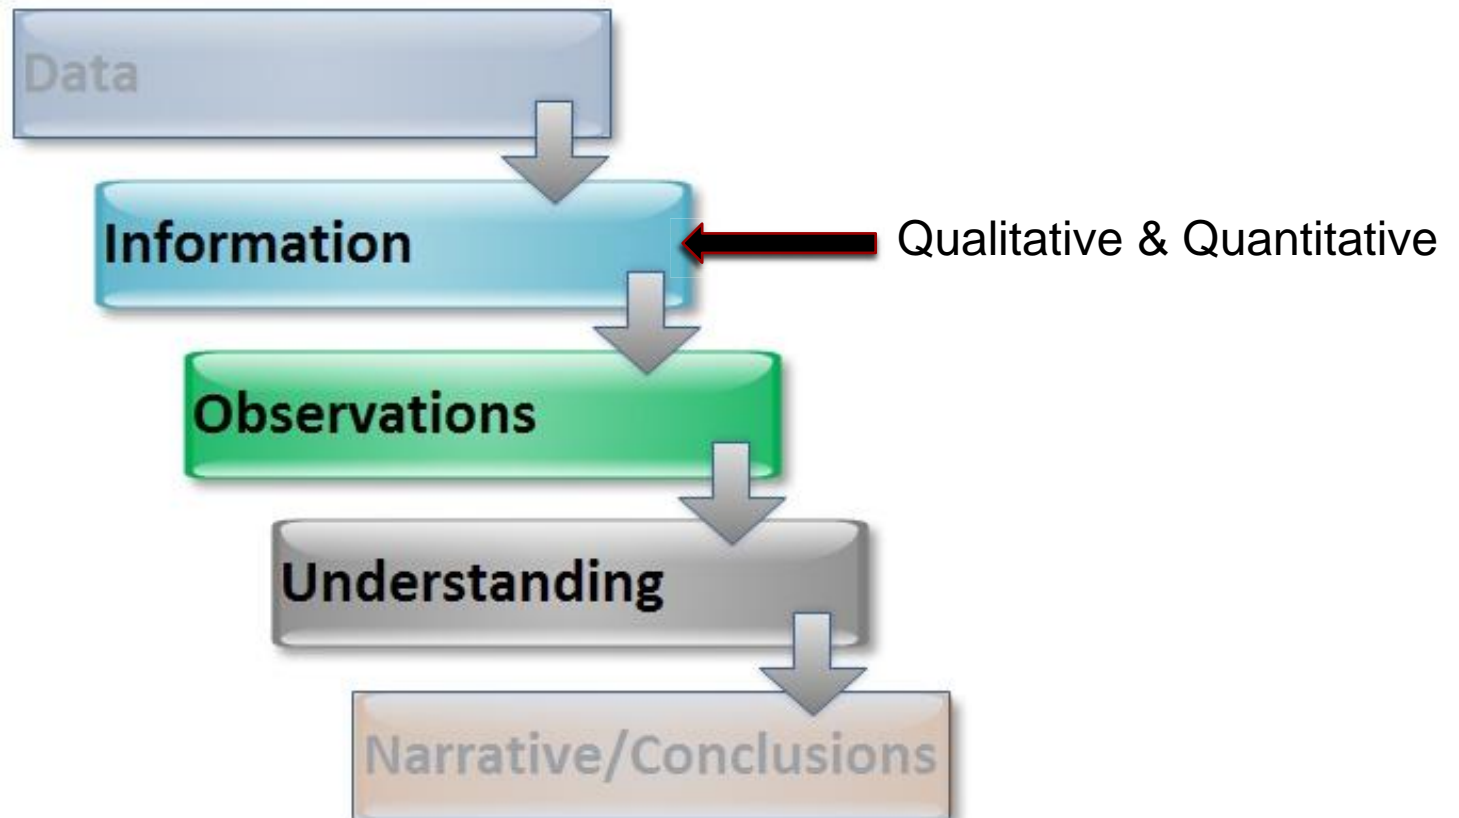 Data
Information
Qualitative & Quantitative
Observations
Understanding
Narrative/Conclusions